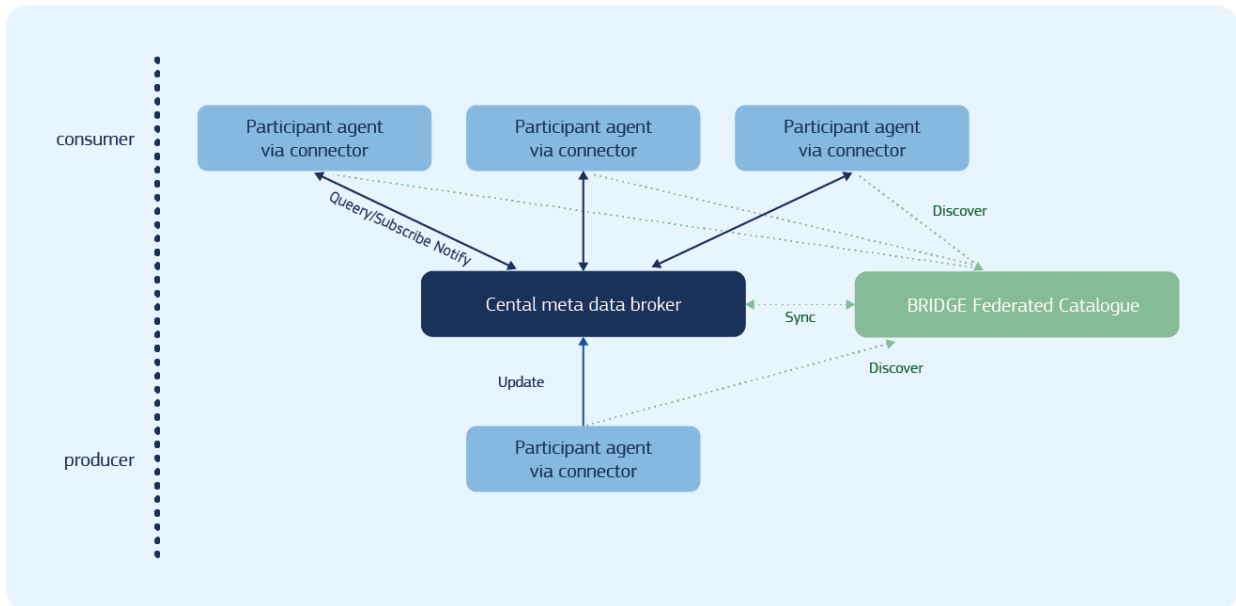 consumer
Participant agent
via connector
Participant agent
via connector
Participant agent
via connector
Queery/Subscribe Notify
Discover
Cental meta data broker
Sync
BRIDGE Federated Catalogue
Update
Discover
producer
Participant agent
via connector